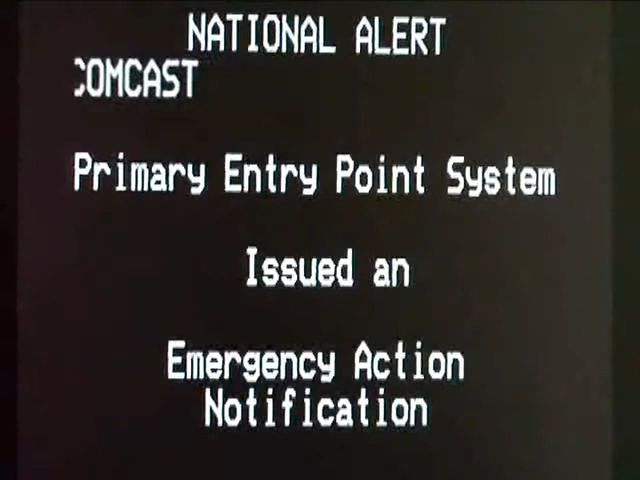 NATIONAL ALERT
COMCAST
Primary Entry Point System
Issued an
Emergency Action
Notification